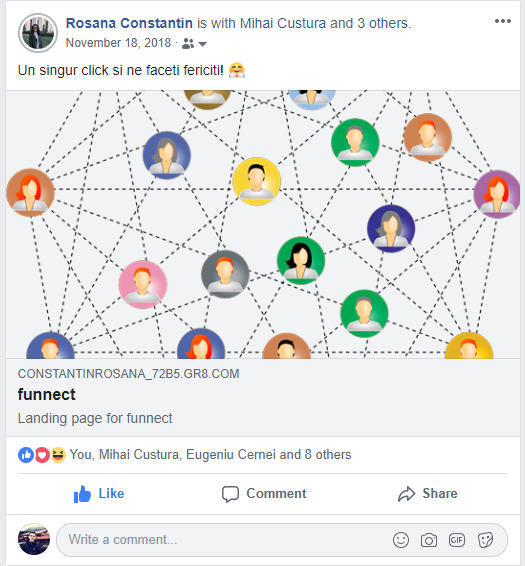 Rosana Constantin is with Mihai Custura and 3 others.
November 18, 2018 ·
Un singur click si ne faceti fericiti! 🤗
CONSTANTINROSANA_72B5.GR8.COM
funnect
Landing page for funnect
You, Mihai Custura, Eugeniu Cernei and 8 others
Like Comment Share
Write a comment... GIF